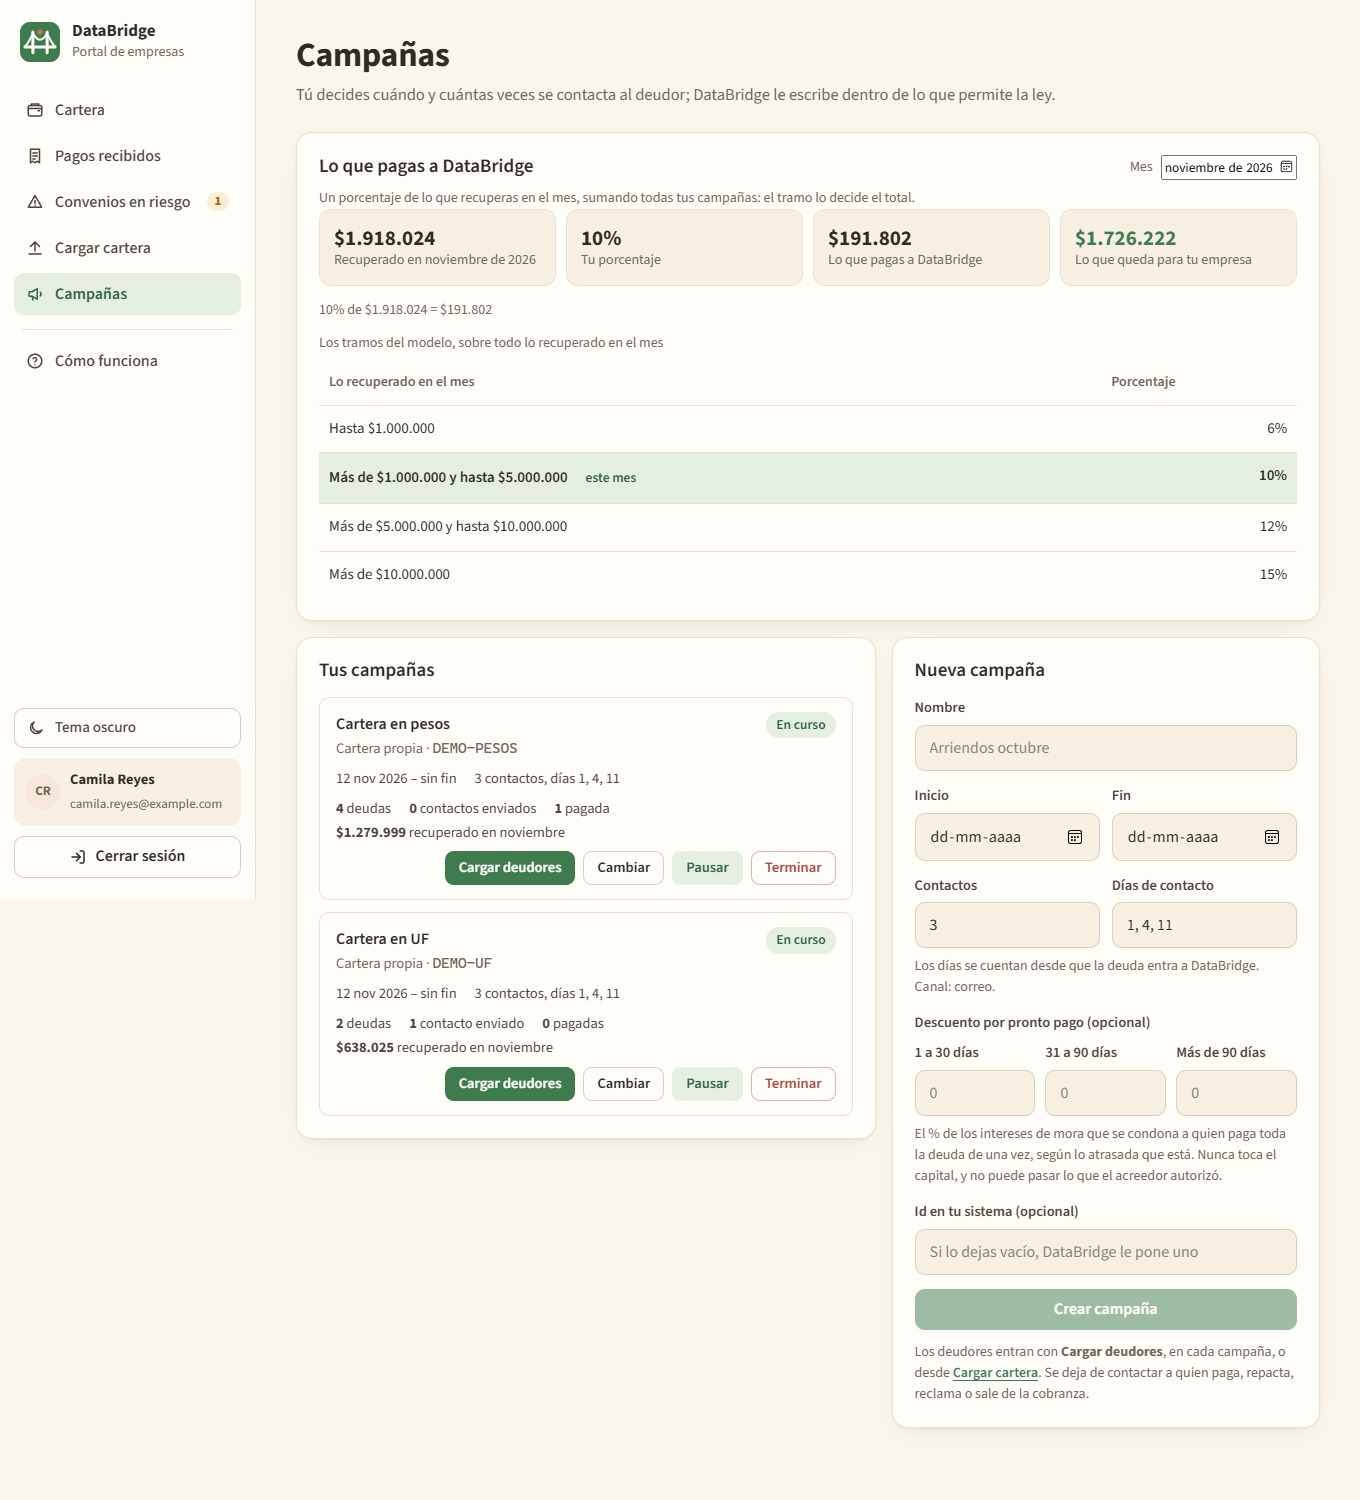 DataBridge
Portal de empresas
Cartera
Pagos recibidos
Convenios en riesgo 1
Cargar cartera
Campañas
Cómo funciona
Tema oscuro
CR
Camila Reyes
camila.reyes@example.com
Cerrar sesión
Campañas
Tú decides cuándo y cuántas veces se contacta al deudor; DataBridge le escribe dentro de lo que permite la ley.
Lo que pagas a DataBridge
Mes noviembre de 2026
Un porcentaje de lo que recuperas en el mes, sumando todas tus campañas: el tramo lo decide el total.
$1.918.024
Recuperado en noviembre de 2026
10%
Tu porcentaje
$191.802
Lo que pagas a DataBridge
$1.726.222
Lo que queda para tu empresa
10% de $1.918.024 = $191.802
Los tramos del modelo, sobre todo lo recuperado en el mes
Lo recuperado en el mes Porcentaje
Hasta $1.000.000 6%
Más de $1.000.000 y hasta $5.000.000 este mes 10%
Más de $5.000.000 y hasta $10.000.000 12%
Más de $10.000.000 15%
Tus campañas
Cartera en pesos En curso
Cartera propia · DEMO-PESOS
12 nov 2026 – sin fin 3 contactos, días 1, 4, 11
4 deudas 0 contactos enviados 1 pagada
$1.279.999 recuperado en noviembre
Cargar deudores Cambiar Pausar Terminar
Cartera en UF En curso
Cartera propia · DEMO-UF
12 nov 2026 – sin fin 3 contactos, días 1, 4, 11
2 deudas 1 contacto enviado 0 pagadas
$638.025 recuperado en noviembre
Cargar deudores Cambiar Pausar Terminar
Nueva campaña
Nombre
Arriendos octubre
Inicio Fin
dd-mm-aaaa dd-mm-aaaa
Contactos Días de contacto
3 1, 4, 11
Los días se cuentan desde que la deuda entra a DataBridge.
Canal: correo.
Descuento por pronto pago (opcional)
1 a 30 días 31 a 90 días Más de 90 días
0 0 0
El % de los intereses de mora que se condona a quien paga toda
la deuda de una vez, según lo atrasada que está. Nunca toca el
capital, y no puede pasar lo que el acreedor autorizó.
Id en tu sistema (opcional)
Si lo dejas vacío, DataBridge le pone uno
Crear campaña
Los deudores entran con Cargar deudores, en cada campaña, o
desde Cargar cartera. Se deja de contactar a quien paga, repacta,
reclama o sale de la cobranza.